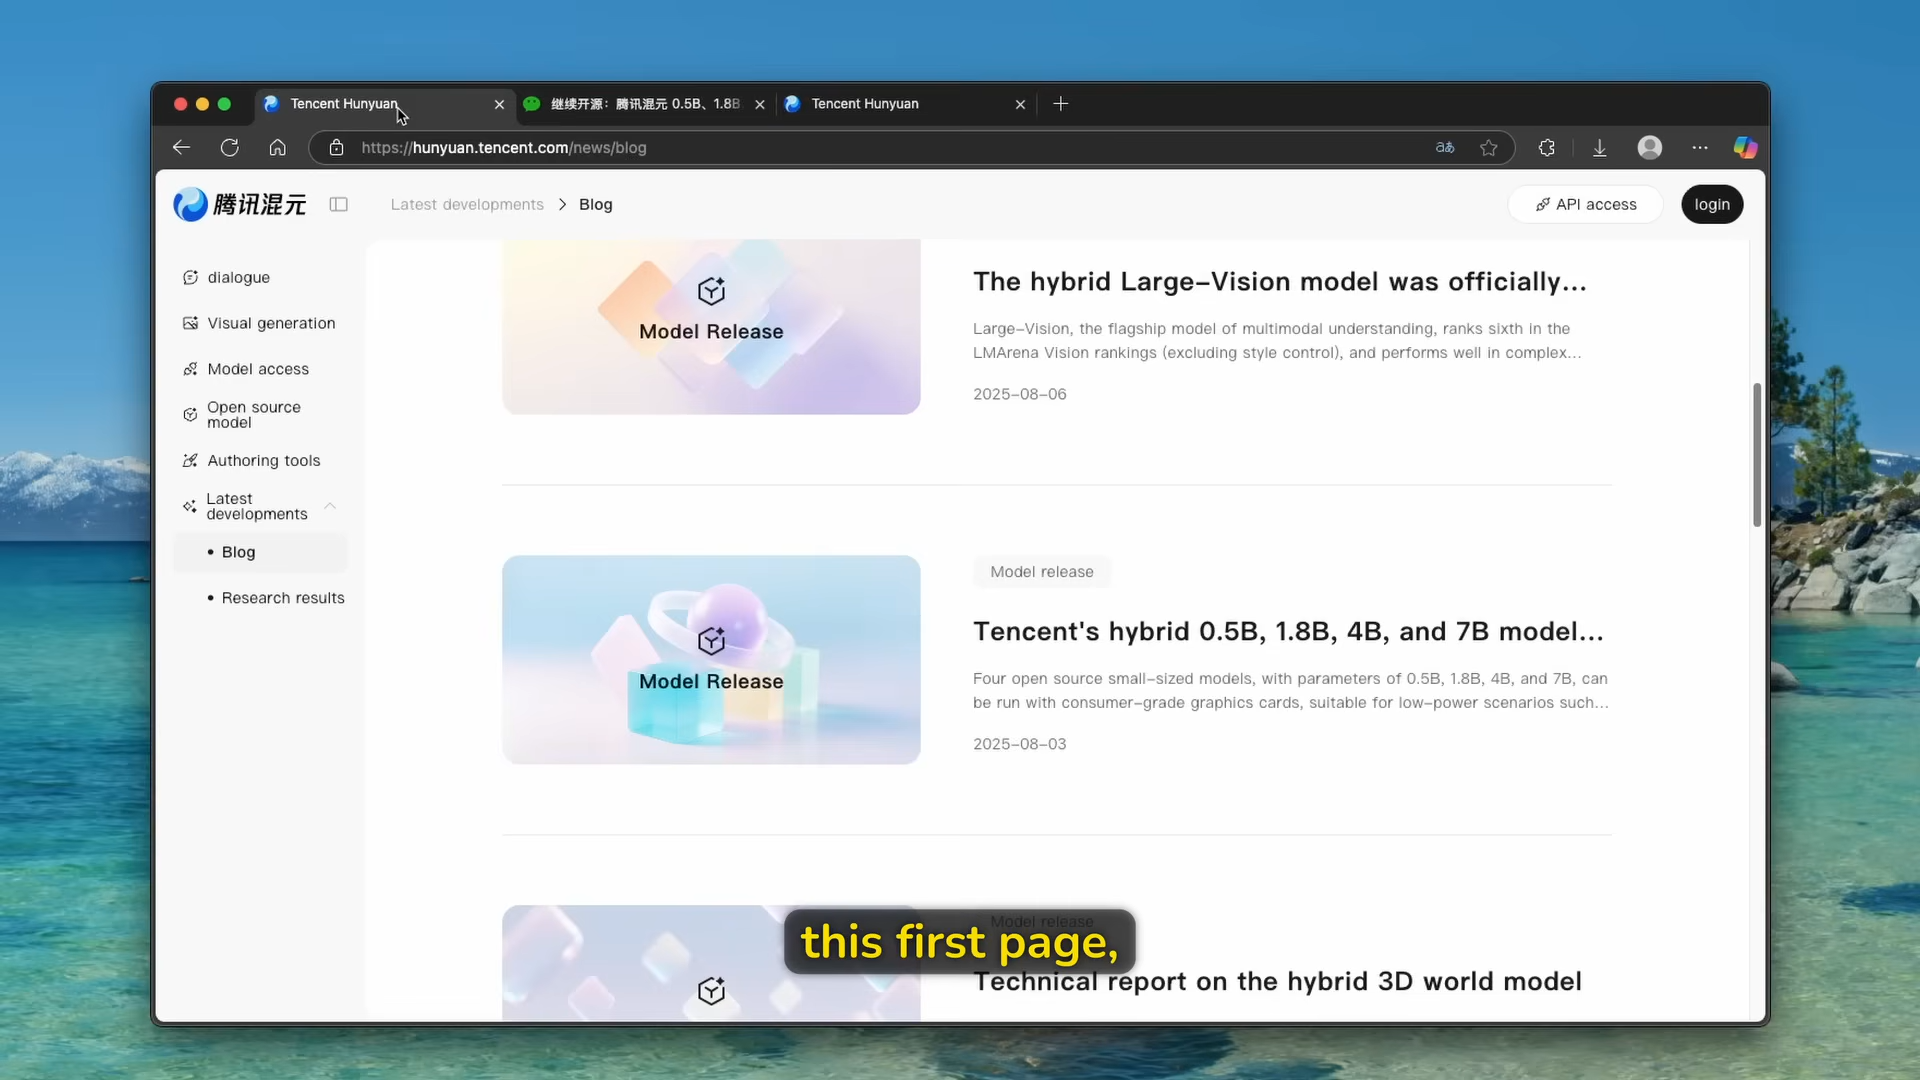 Tencent Hunyuan
继续开源：腾讯混元 0.5B、1.8B
Tencent Hunyuan
https://hunyuan.tencent.com/news/blog
aあ
腾讯混元
Latest developments > Blog
API access
login
dialogue
Visual generation
Model access
Open source
model
Authoring tools
Latest
developments
• Blog
• Research results
Model Release
The hybrid Large-Vision model was officially...
Large-Vision, the flagship model of multimodal understanding, ranks sixth in the
LMArena Vision rankings (excluding style control), and performs well in complex...
2025-08-06
Model Release
Model release
Tencent's hybrid 0.5B, 1.8B, 4B, and 7B model...
Four open source small-sized models, with parameters of 0.5B, 1.8B, 4B, and 7B, can
be run with consumer-grade graphics cards, suitable for low-power scenarios such...
2025-08-03
Model release
this first page,
Technical report on the hybrid 3D world model